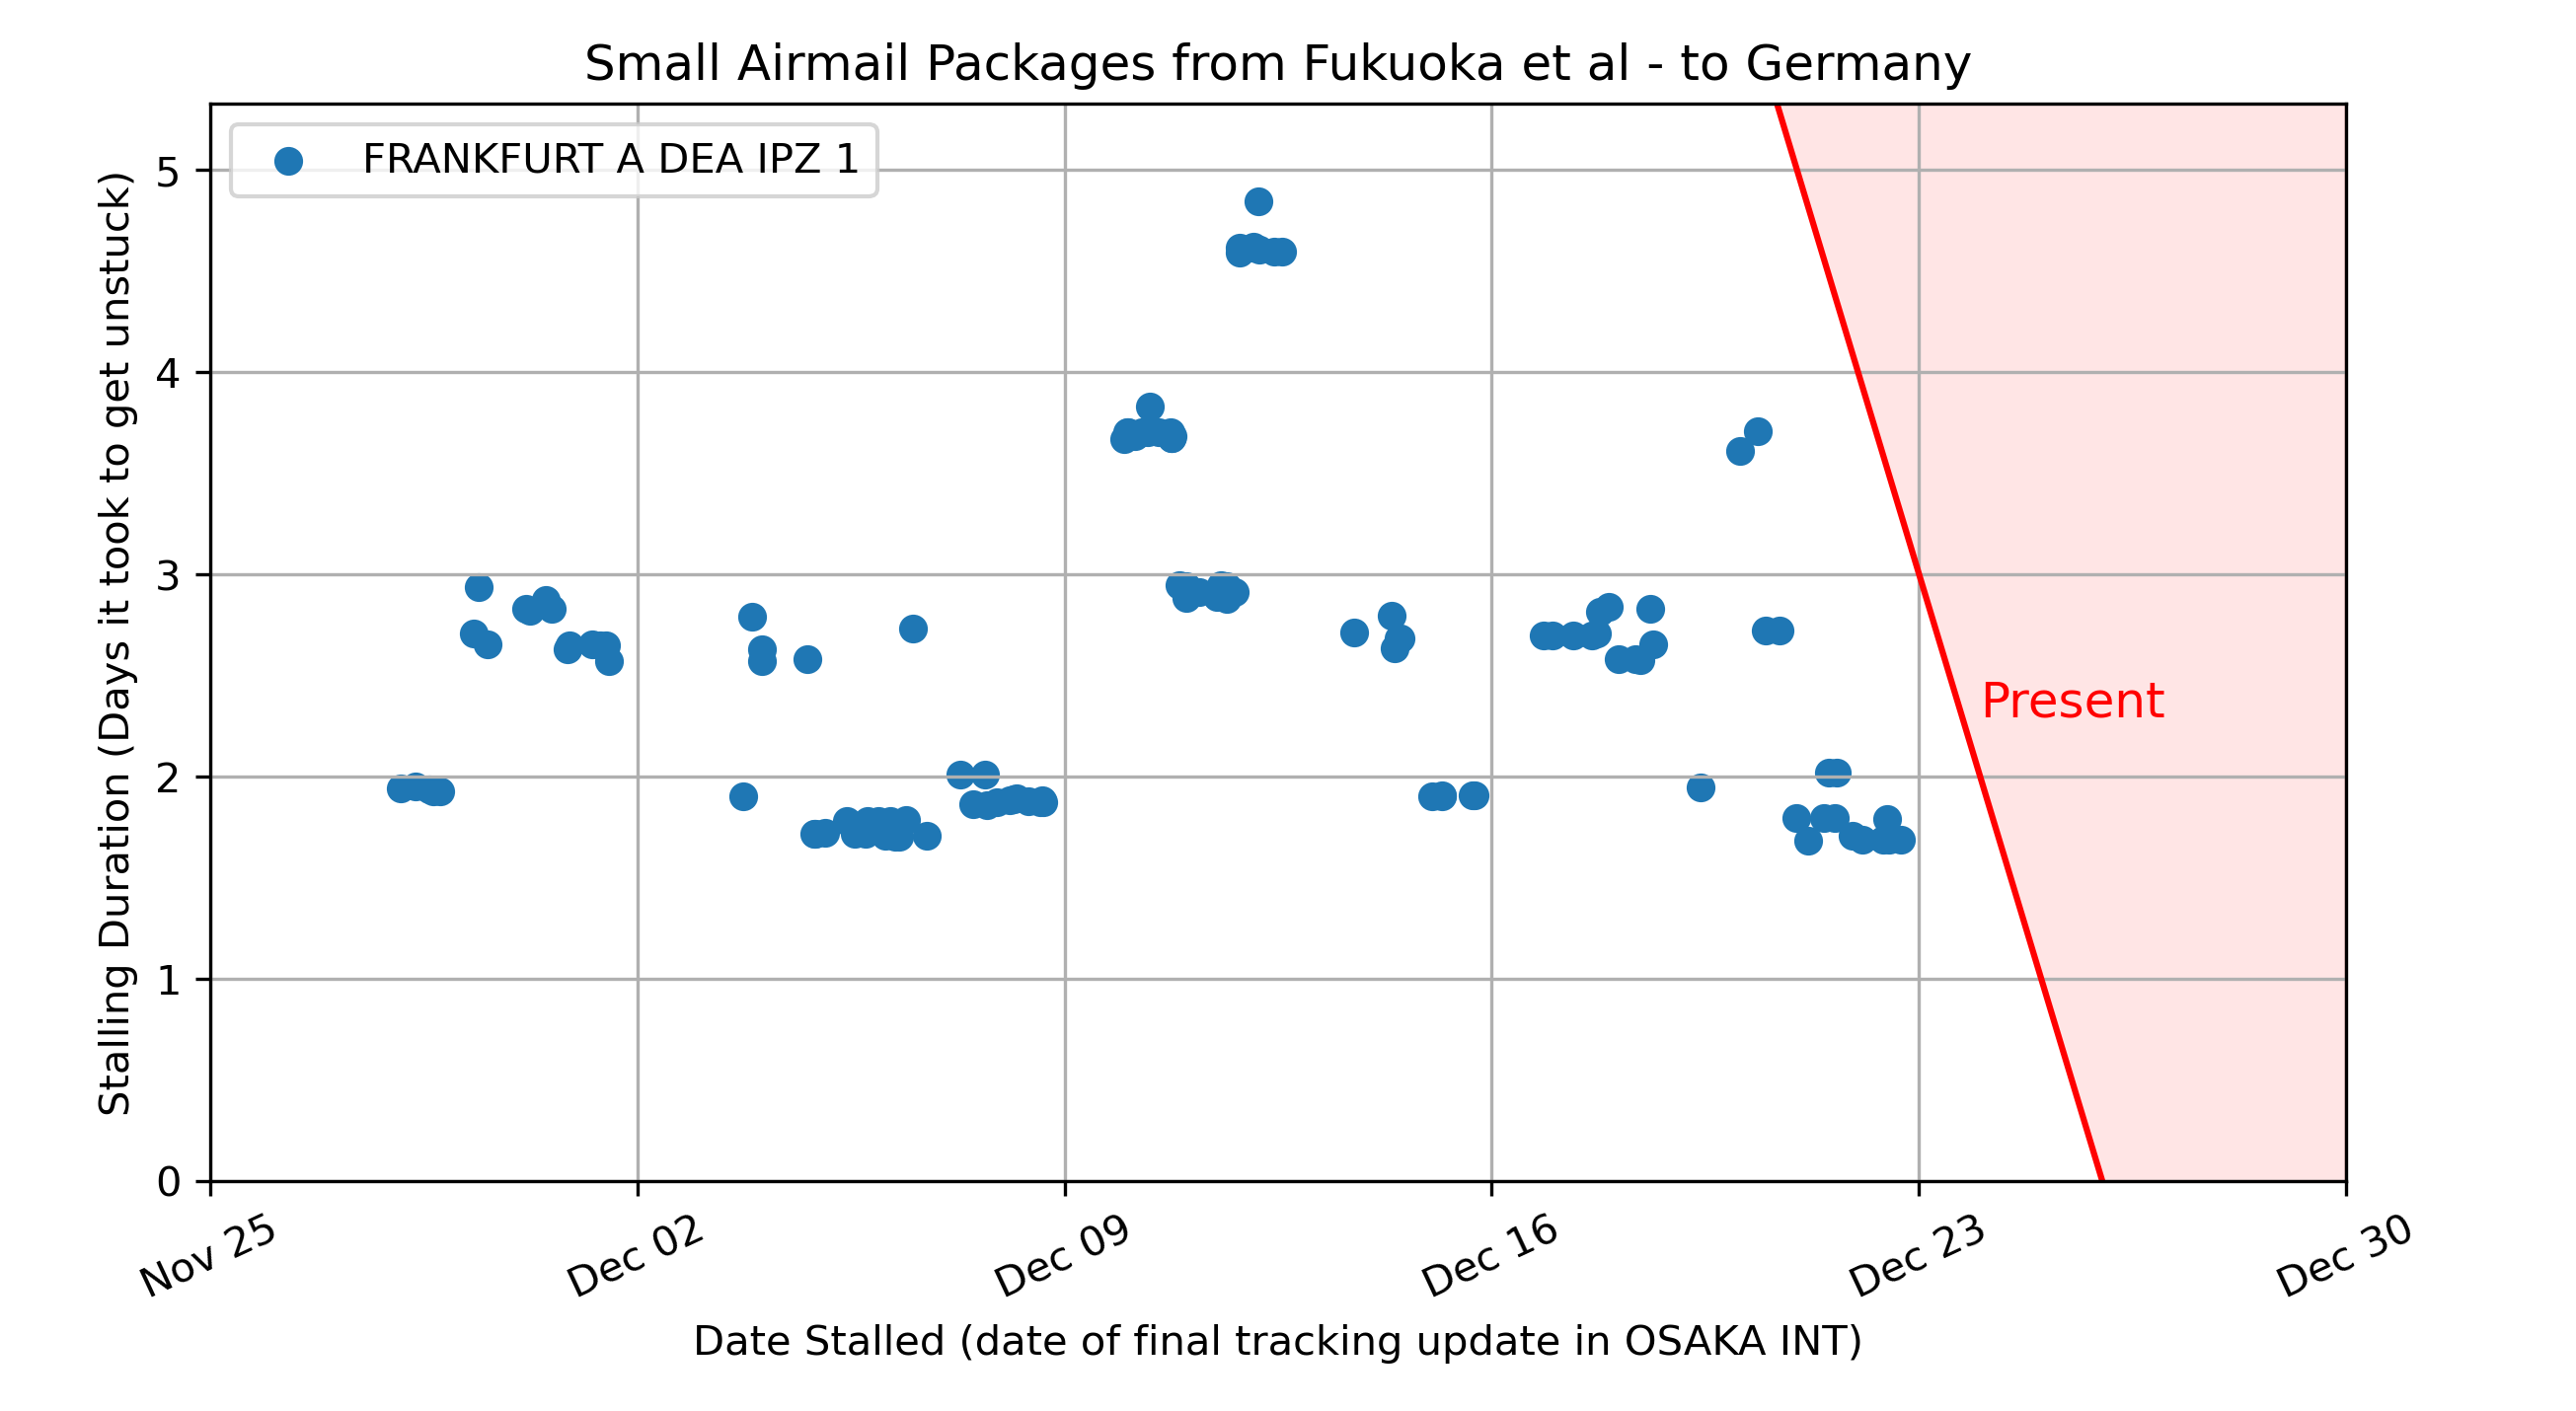 Small Airmail Packages from Fukuoka et al - to Germany
FRANKFURT A DEA IPZ 1
Stalling Duration (Days it took to get unstuck)
5
4
3
2
1
0
Present
Nov 25
Dec 02
Dec 09
Dec 16
Dec 23
Dec 30
Date Stalled (date of final tracking update in OSAKA INT)